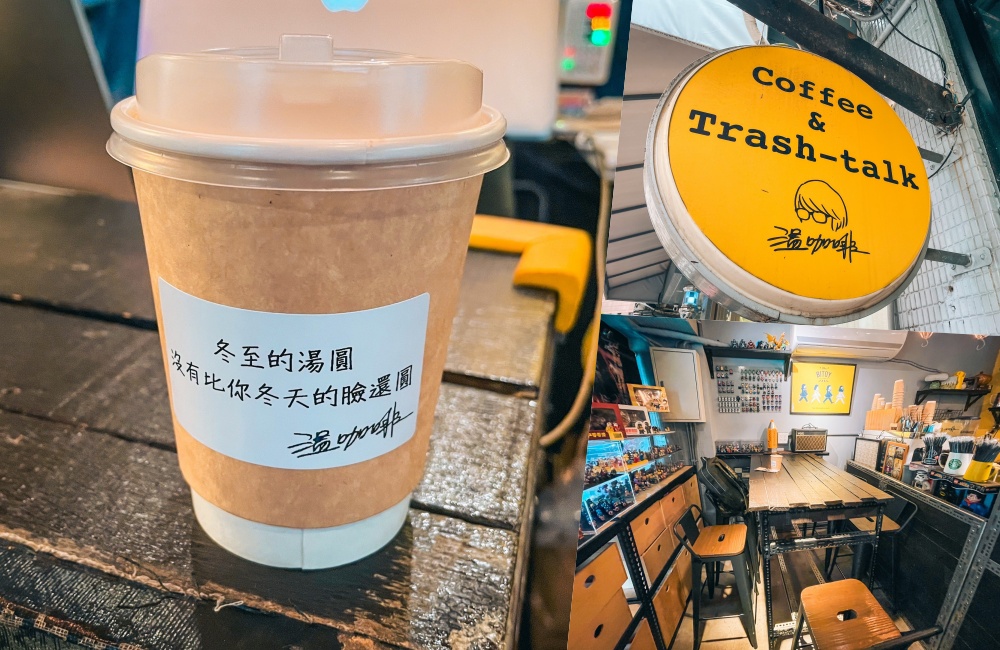 冬至的湯圓
沒有比你冬天的臉還圓
溫咖啡
Coffee
&
Trash-talk
溫咖啡